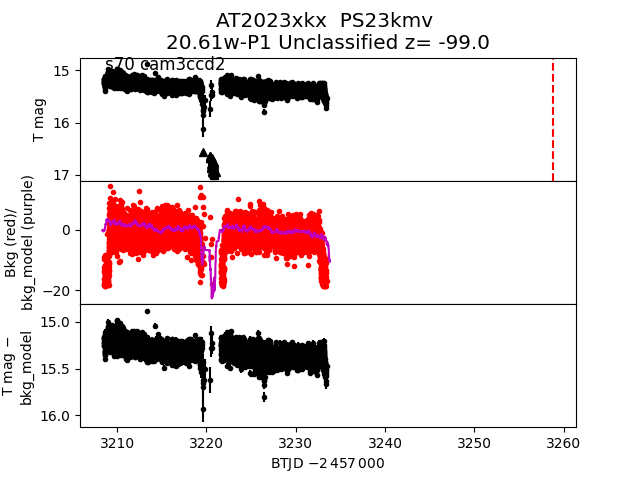 AT2023xkx PS23kmv
20.61w-P1 Unclassified z= -99.0
s70 cam3ccd2
15
16
17
T mag
0
−20
Bkg (red)/
bkg_model (purple)
15.0
15.5
16.0
T mag −
bkg_model
3210 3220 3230 3240 3250 3260
BTJD −2 457 000